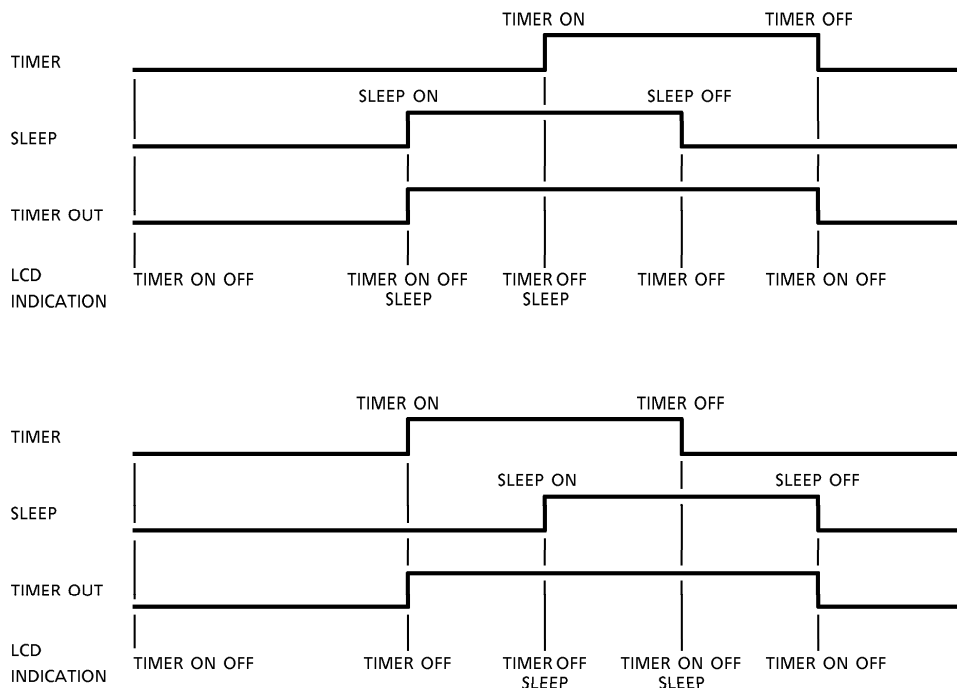 TIMER ON TIMER OFF
TIMER
SLEEP ON SLEEP OFF
SLEEP
TIMER OUT
LCD
INDICATION
TIMER ON OFF TIMER ON OFF TIMER OFF TIMER OFF TIMER ON OFF
SLEEP SLEEP
TIMER ON TIMER OFF
TIMER
SLEEP ON SLEEP OFF
SLEEP
TIMER OUT
LCD
INDICATION
TIMER ON OFF TIMER OFF TIMER OFF TIMER ON OFF TIMER ON OFF
SLEEP SLEEP